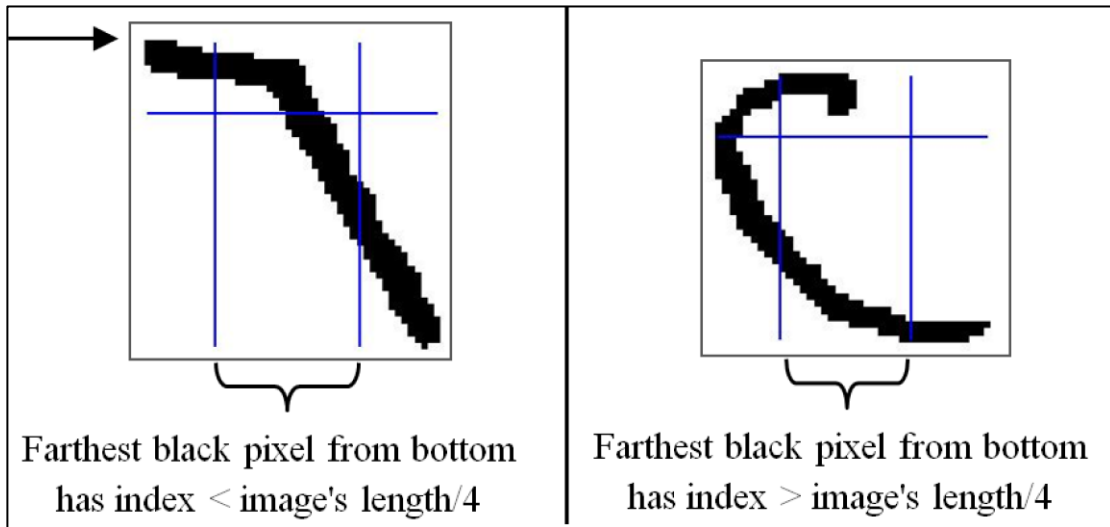 Farthest black pixel from bottom
has index < image's length/4
Farthest black pixel from bottom
has index > image's length/4